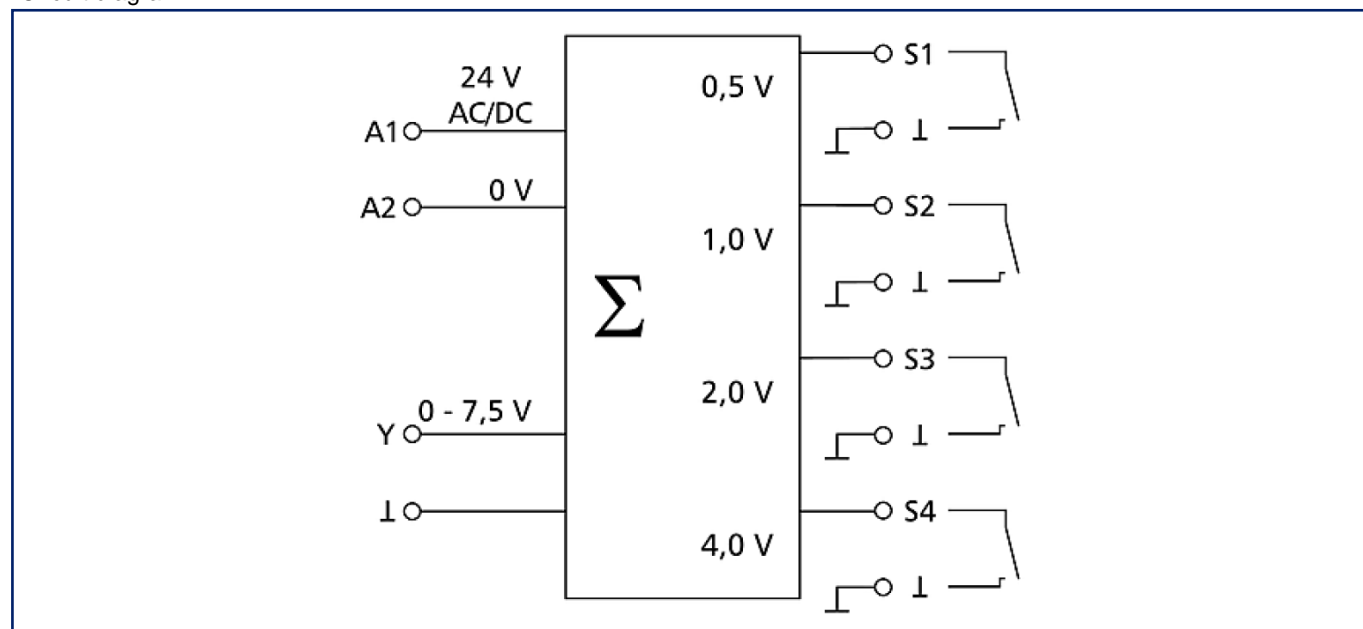 24 V
AC/DC
A1
0 V
A2
Σ
0 - 7,5 V
Y
⊥
0,5 V
S1
⊥
1,0 V
S2
⊥
2,0 V
S3
⊥
4,0 V
S4
⊥